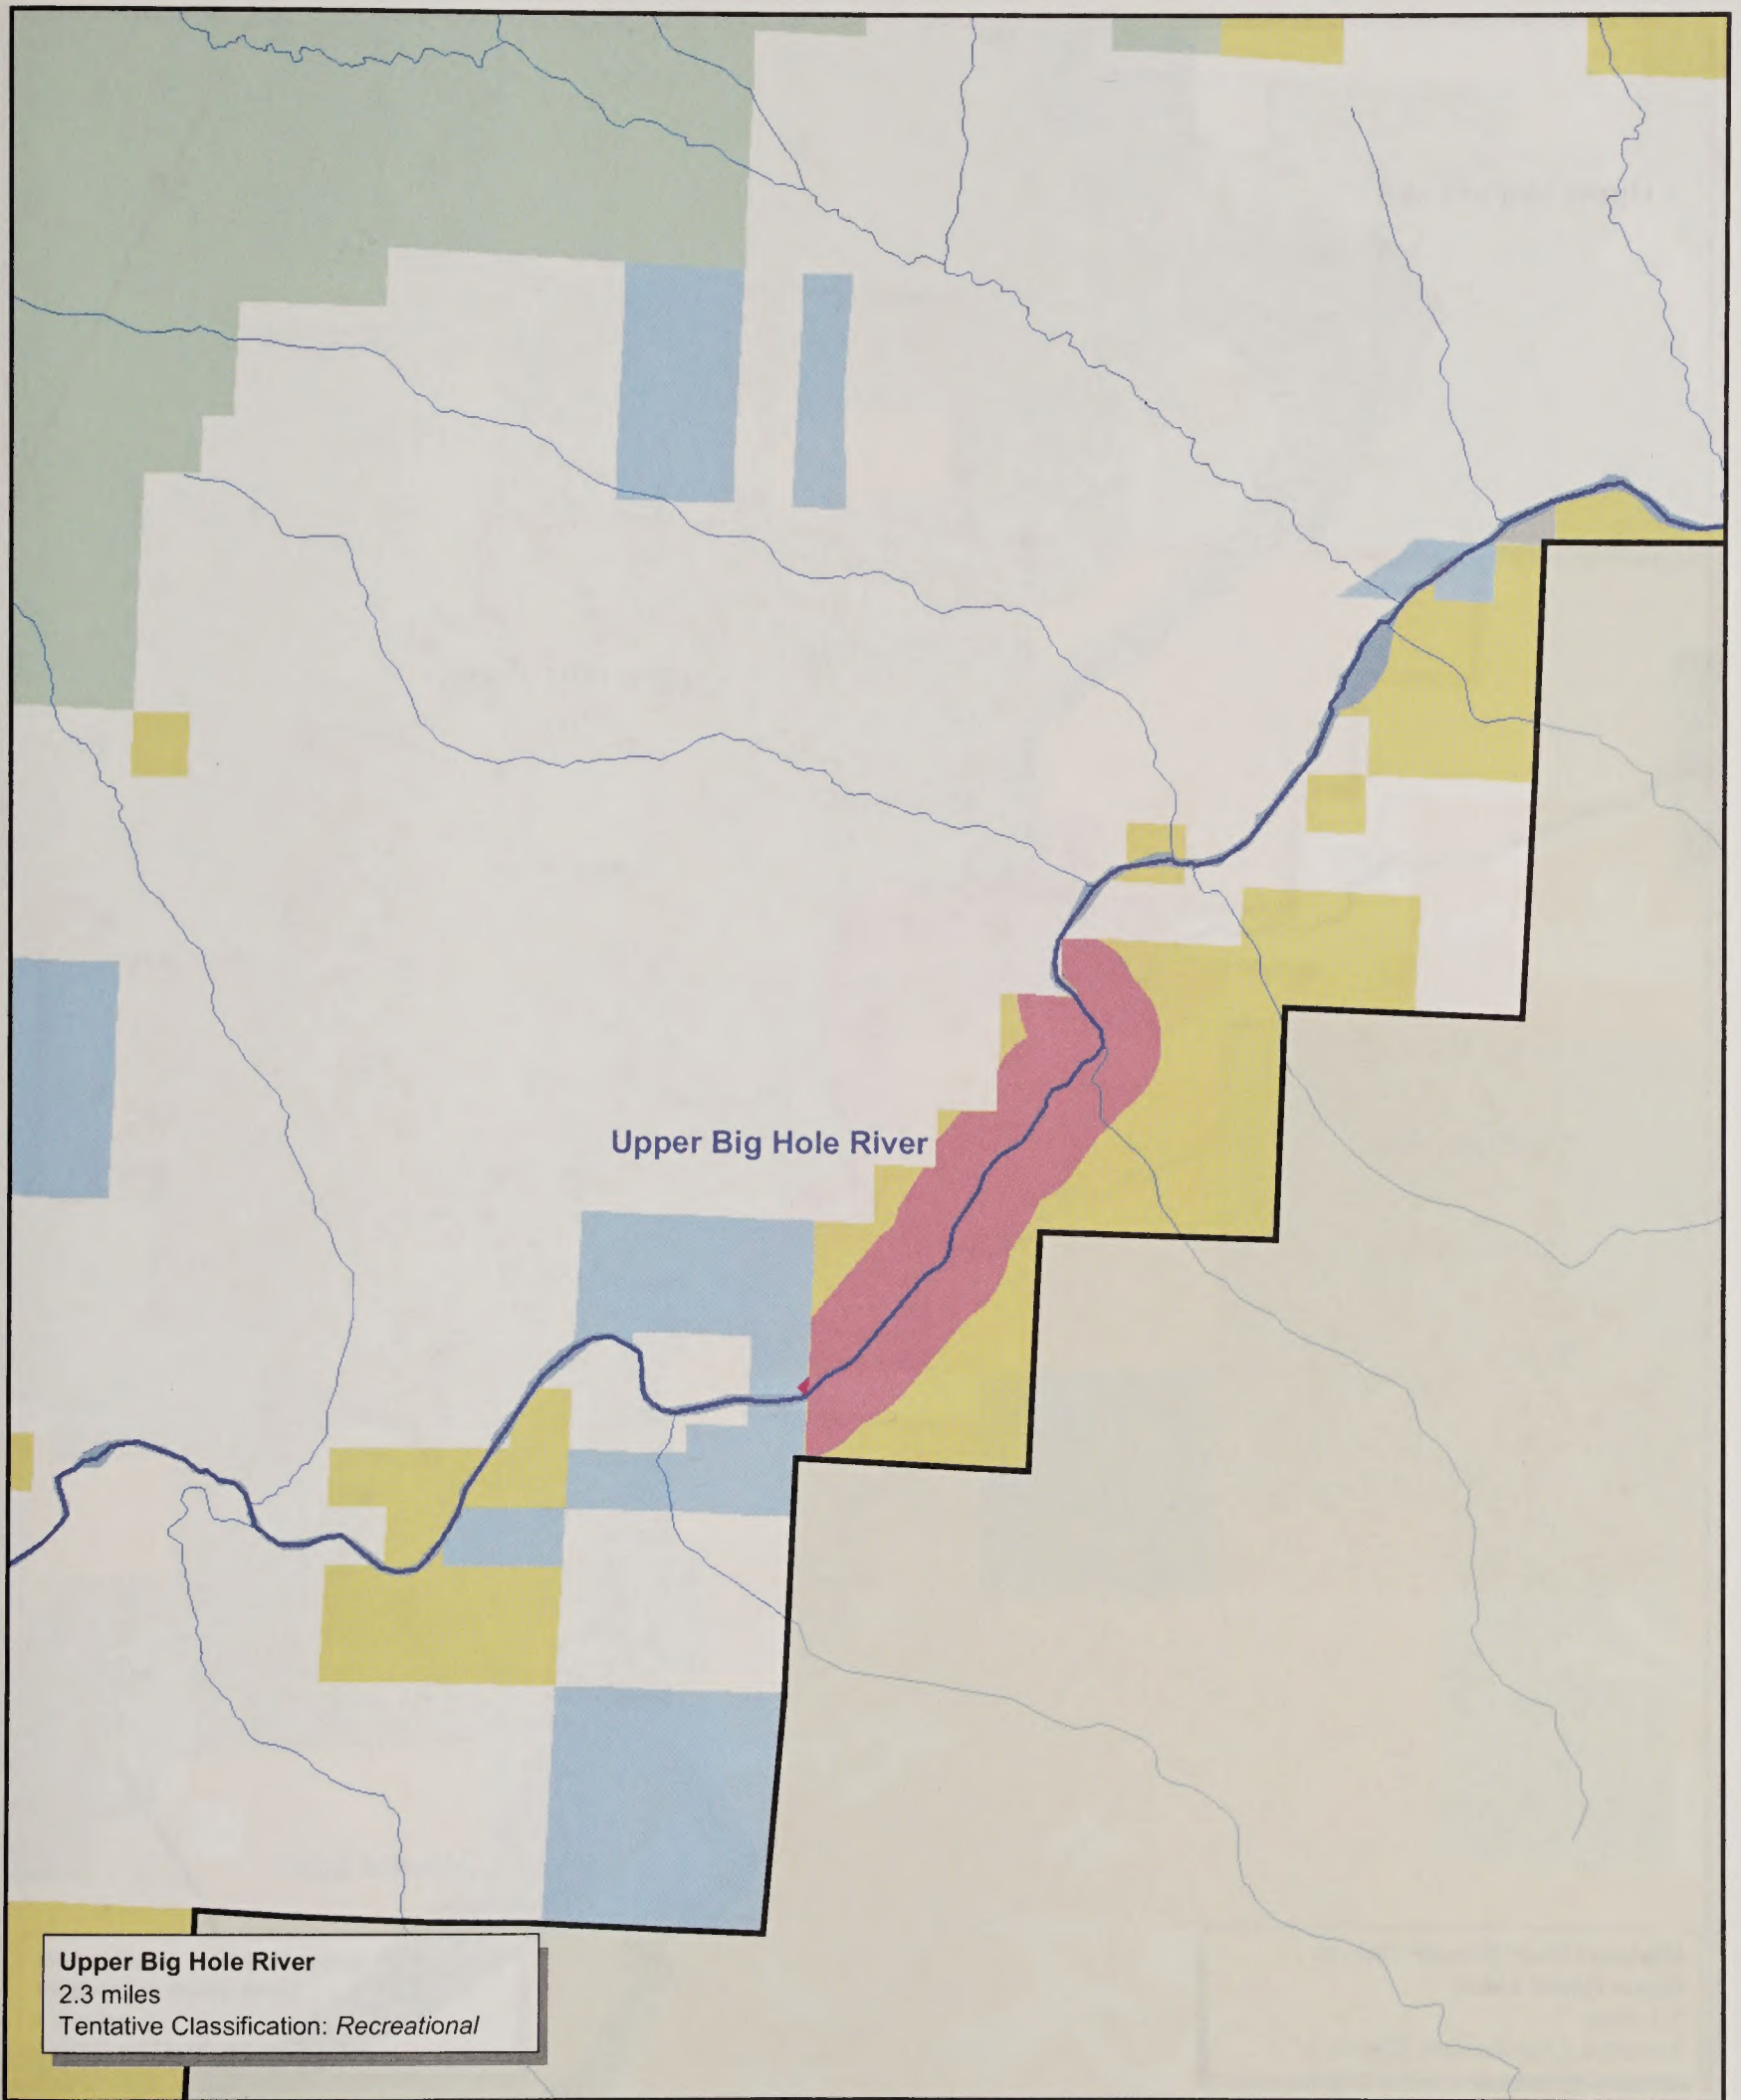 Upper Big Hole River
Upper Big Hole River
2.3 miles
Tentative Classification: Recreational